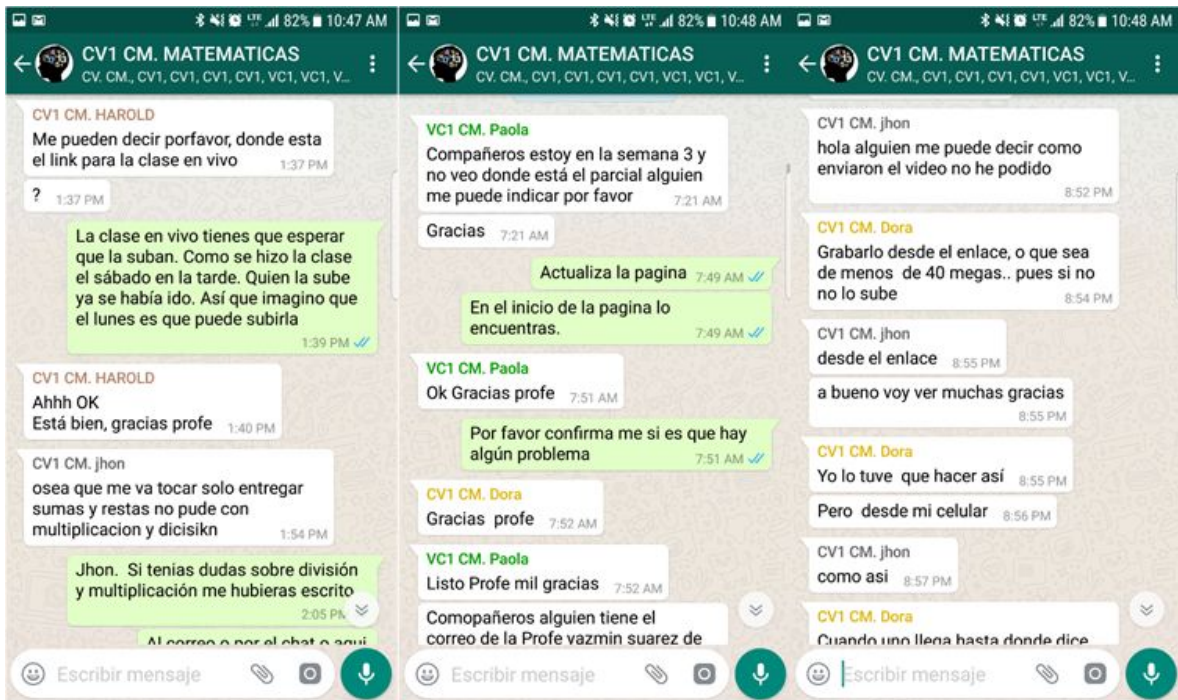 82% 10:47 AM
CV1 CM. MATEMATICAS
CV. CM., CV1, CV1, CV1, CV1, VC1, VC1, V...
CV1 CM. HAROLD
Me pueden decir porfavor, donde esta
el link para la clase en vivo 1:37 PM
? 1:37 PM
La clase en vivo tienes que esperar
que la suban. Como se hizo la clase
el sábado en la tarde. Quien la sube
ya se había ido. Así que imagino que
el lunes es que puede subirla
1:39 PM
CV1 CM. HAROLD
Ahhh OK
Está bien, gracias profe 1:40 PM
CV1 CM. jhon
osea que me va tocar solo entregar
sumas y restas no pude con
multiplicacion y dicisikn 1:54 PM
Jhon. Si tenias dudas sobre división
y multiplicación me hubieras escrito
2:05 PM
Al correo o por el chat o aqui
Escribir mensaje
LTE 82% 10:48 AM
CV1 CM. MATEMATICAS
CV. CM., CV1, CV1, CV1, CV1, VC1, VC1, V...
VC1 CM. Paola
Compañeros estoy en la semana 3 y
no veo donde está el parcial alguien
me puede indicar por favor 7:21 AM
Gracias 7:21 AM
Actualiza la pagina 7:49 AM
En el inicio de la pagina lo
encuentras. 7:49 AM
VC1 CM. Paola
Ok Gracias profe 7:51 AM
Por favor confirma me si es que hay
algún problema 7:51 AM
CV1 CM. Dora
Gracias profe 7:52 AM
VC1 CM. Paola
Listo Profe mil gracias 7:52 AM
Comopañeros alguien tiene el
correo de la Profe yazmin suarez de
Escribir mensaje
LTE 82% 10:48 AM
CV1 CM. MATEMATICAS
CV. CM., CV1, CV1, CV1, CV1, VC1, VC1, V...
CV1 CM. jhon
hola alguien me puede decir como
enviaron el video no he podido
8:52 PM
CV1 CM. Dora
Grabarlo desde el enlace, o que sea
de menos de 40 megas.. pues si no
no lo sube 8:54 PM
CV1 CM. jhon
desde el enlace 8:55 PM
a bueno voy ver muchas gracias
8:55 PM
CV1 CM. Dora
Yo lo tuve que hacer así 8:55 PM
Pero desde mi celular 8:56 PM
CV1 CM. jhon
como asi 8:57 PM
CV1 CM. Dora
Cuando uno llega hasta donde dice
Escribir mensaje